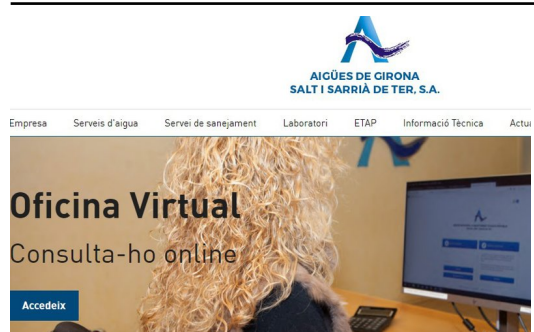 AIGÜES DE GIRONA
SALT I SARRIÀ DE TER, S.A.
Empresa Serveis d'aigua Servei de sanejament Laboratori ETAP Informació Tècnica
Oficina Virtual
Consulta-ho online
Accedeix